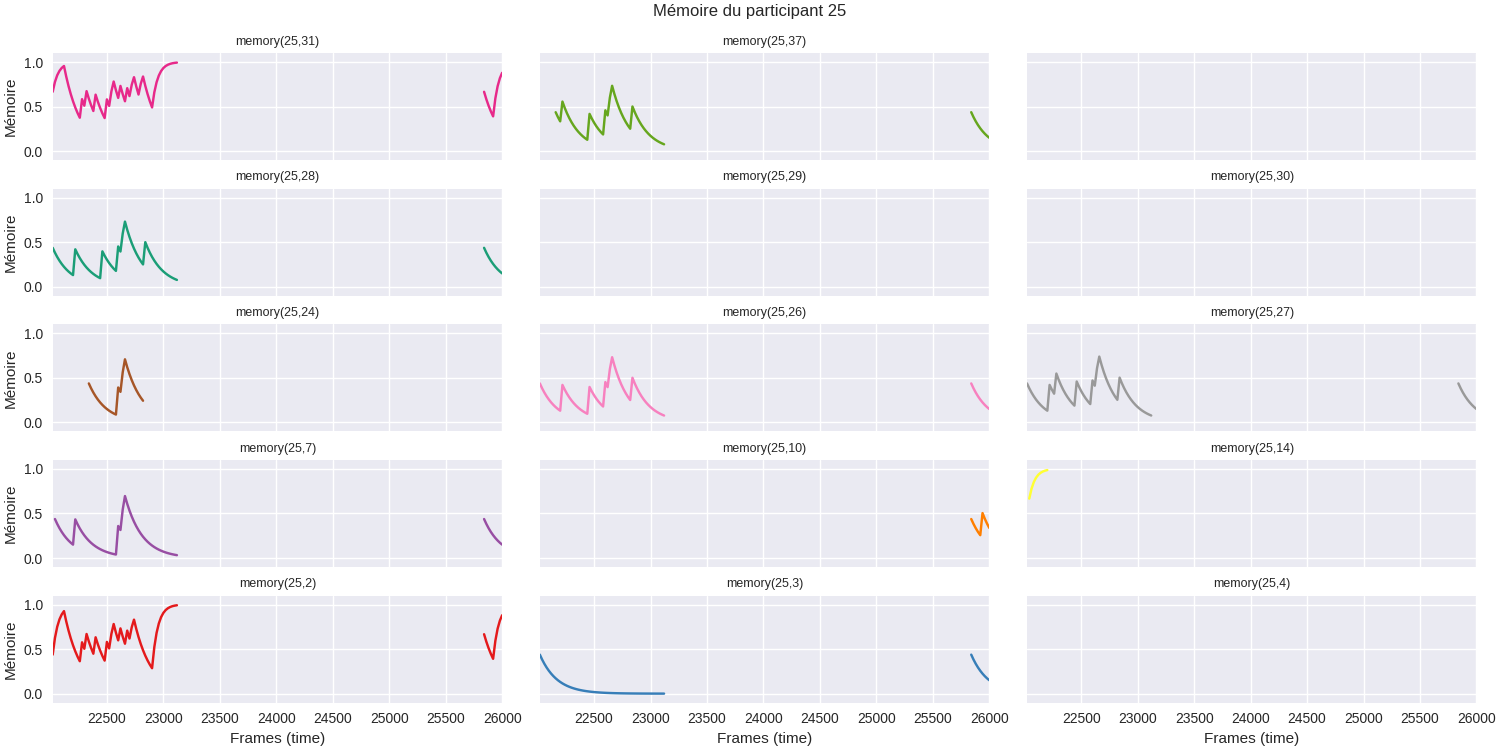 Mémoire du participant 25
memory(25,31)
memory(25,37)
Mémoire
1.0
0.5
0.0
memory(25,28)
memory(25,29)
memory(25,30)
Mémoire
1.0
0.5
0.0
memory(25,24)
memory(25,26)
memory(25,27)
Mémoire
1.0
0.5
0.0
memory(25,7)
memory(25,10)
memory(25,14)
Mémoire
1.0
0.5
0.0
memory(25,2)
memory(25,3)
memory(25,4)
Mémoire
1.0
0.5
0.0
22500 23000 23500 24000 24500 25000 25500 26000
22500 23000 23500 24000 24500 25000 25500 26000
22500 23000 23500 24000 24500 25000 25500 26000
Frames (time)
Frames (time)
Frames (time)